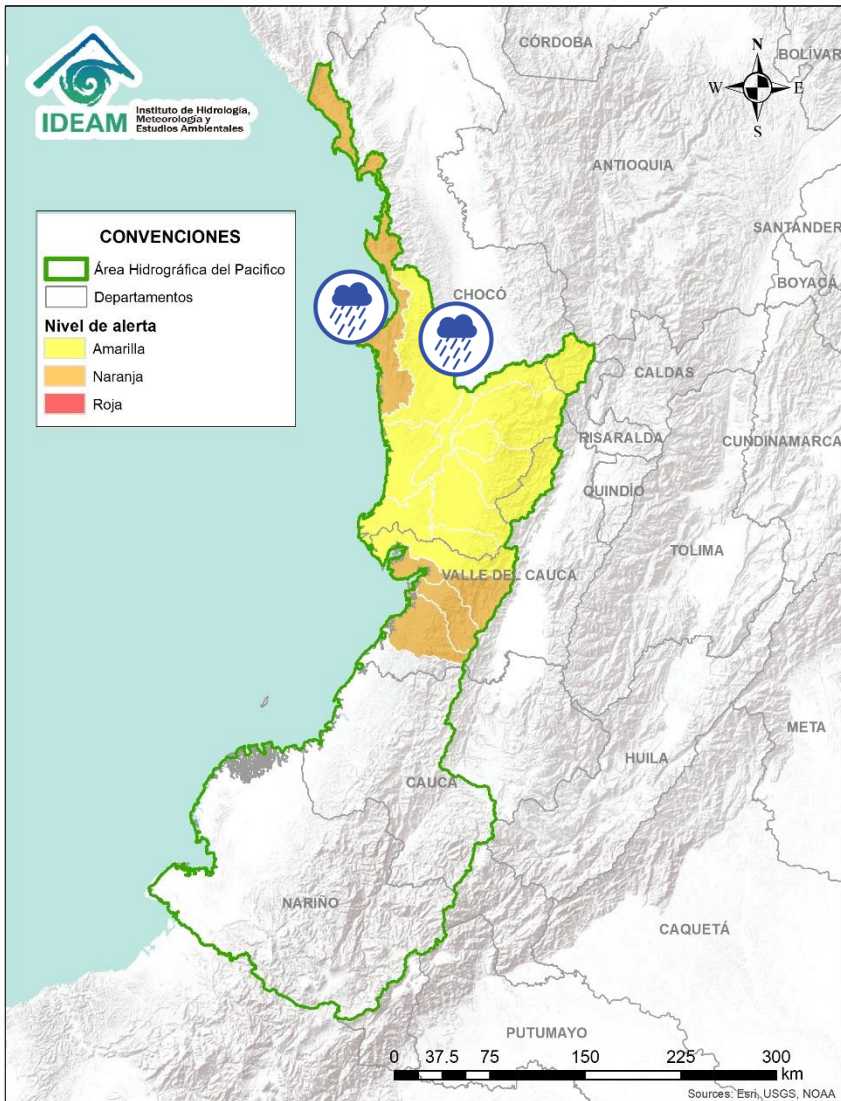 IDEAM
Instituto de Hidrología,
Meteorología y
Estudios Ambientales
N
W
E
S
CÓRDOBA
BOLÍVAR
ANTIOQUIA
SANTANDER
BOYACÁ
CONVENCIONES
Área Hidrográfica del Pacifico
Departamentos
Nivel de alerta
Amarilla
Naranja
Roja
CHOCÓ
CALDAS
RISARALDA
CUNDINAMARCA
QUINDÍO
TOLIMA
VALLE DEL CAUCA
META
HUILA
CAUCA
NARIÑO
CAQUETÁ
PUTUMAYO
0 37.5 75 150 225 300
km
Sources: Esri, USGS, NOAA